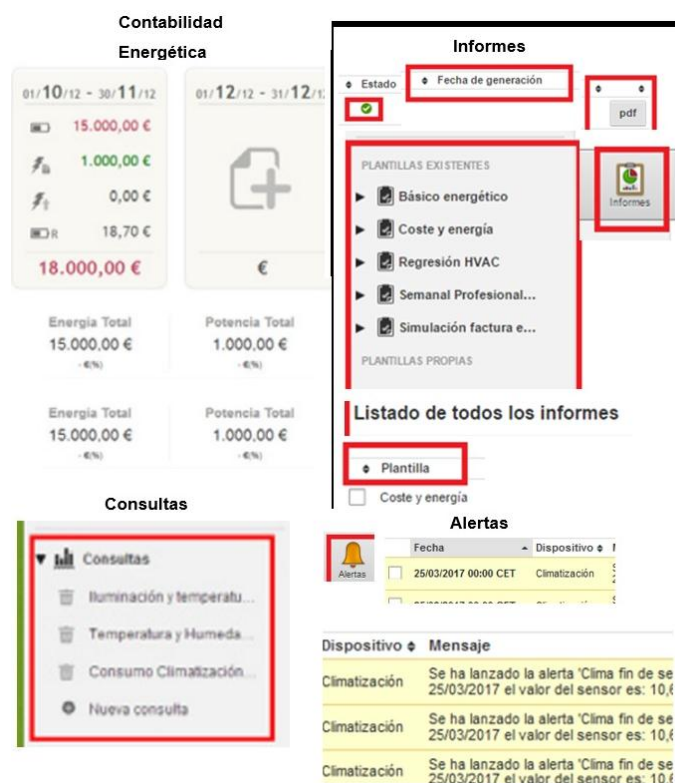 Contabilidad
Energética
01/10/12 - 30/11/12
15.000,00 €
1.000,00 €
0,00 €
R 18,70 €
18.000,00 €
01/12/12 - 31/12/1
€
Energía Total
15.000,00 €
- €(%)
Potencia Total
1.000,00 €
- €(%)
Energía Total
15.000,00 €
- €(%)
Potencia Total
1.000,00 €
- €(%)
Informes
Estado
Fecha de generación
pdf
Informes
PLANTILLAS EXISTENTES
Básico energético
Coste y energía
Regresión HVAC
Semanal Profesional...
Simulación factura e...
PLANTILLAS PROPIAS
Listado de todos los informes
Plantilla
Coste y energía
Consultas
Consultas
Iluminación y temperatu...
Temperatura y Humeda...
Consumo Climatización...
Nueva consulta
Alertas
Alertas
Fecha Dispositivo
25/03/2017 00:00 CET Climatización
Dispositivo Mensaje
Climatización Se ha lanzado la alerta 'Clima fin de se
25/03/2017 el valor del sensor es: 10,6
Climatización Se ha lanzado la alerta 'Clima fin de se
25/03/2017 el valor del sensor es: 10,6
Climatización Se ha lanzado la alerta 'Clima fin de se
25/03/2017 el valor del sensor es: 10,6